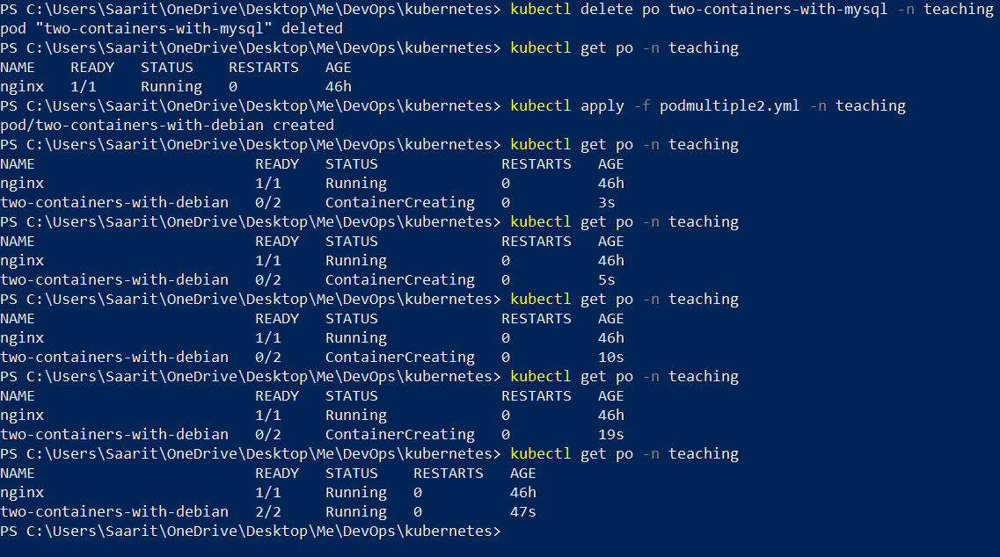 PS C:\Users\Saarit\OneDrive\Desktop\Me\DevOps\kubernetes> kubectl delete po two-containers-with-mysql -n teaching
pod "two-containers-with-mysql" deleted
PS C:\Users\Saarit\OneDrive\Desktop\Me\DevOps\kubernetes> kubectl get po -n teaching
NAME    READY   STATUS    RESTARTS   AGE
nginx   1/1     Running   0          46h
PS C:\Users\Saarit\OneDrive\Desktop\Me\DevOps\kubernetes> kubectl apply -f podmultiple2.yml -n teaching
pod/two-containers-with-debian created
PS C:\Users\Saarit\OneDrive\Desktop\Me\DevOps\kubernetes> kubectl get po -n teaching
NAME                         READY   STATUS              RESTARTS   AGE
nginx                        1/1     Running             0          46h
two-containers-with-debian   0/2     ContainerCreating   0          3s
PS C:\Users\Saarit\OneDrive\Desktop\Me\DevOps\kubernetes> kubectl get po -n teaching
NAME                         READY   STATUS              RESTARTS   AGE
nginx                        1/1     Running             0          46h
two-containers-with-debian   0/2     ContainerCreating   0          5s
PS C:\Users\Saarit\OneDrive\Desktop\Me\DevOps\kubernetes> kubectl get po -n teaching
NAME                         READY   STATUS              RESTARTS   AGE
nginx                        1/1     Running             0          46h
two-containers-with-debian   0/2     ContainerCreating   0          10s
PS C:\Users\Saarit\OneDrive\Desktop\Me\DevOps\kubernetes> kubectl get po -n teaching
NAME                         READY   STATUS              RESTARTS   AGE
nginx                        1/1     Running             0          46h
two-containers-with-debian   0/2     ContainerCreating   0          19s
PS C:\Users\Saarit\OneDrive\Desktop\Me\DevOps\kubernetes> kubectl get po -n teaching
NAME                         READY   STATUS    RESTARTS   AGE
nginx                        1/1     Running   0          46h
two-containers-with-debian   2/2     Running   0          47s
PS C:\Users\Saarit\OneDrive\Desktop\Me\DevOps\kubernetes>